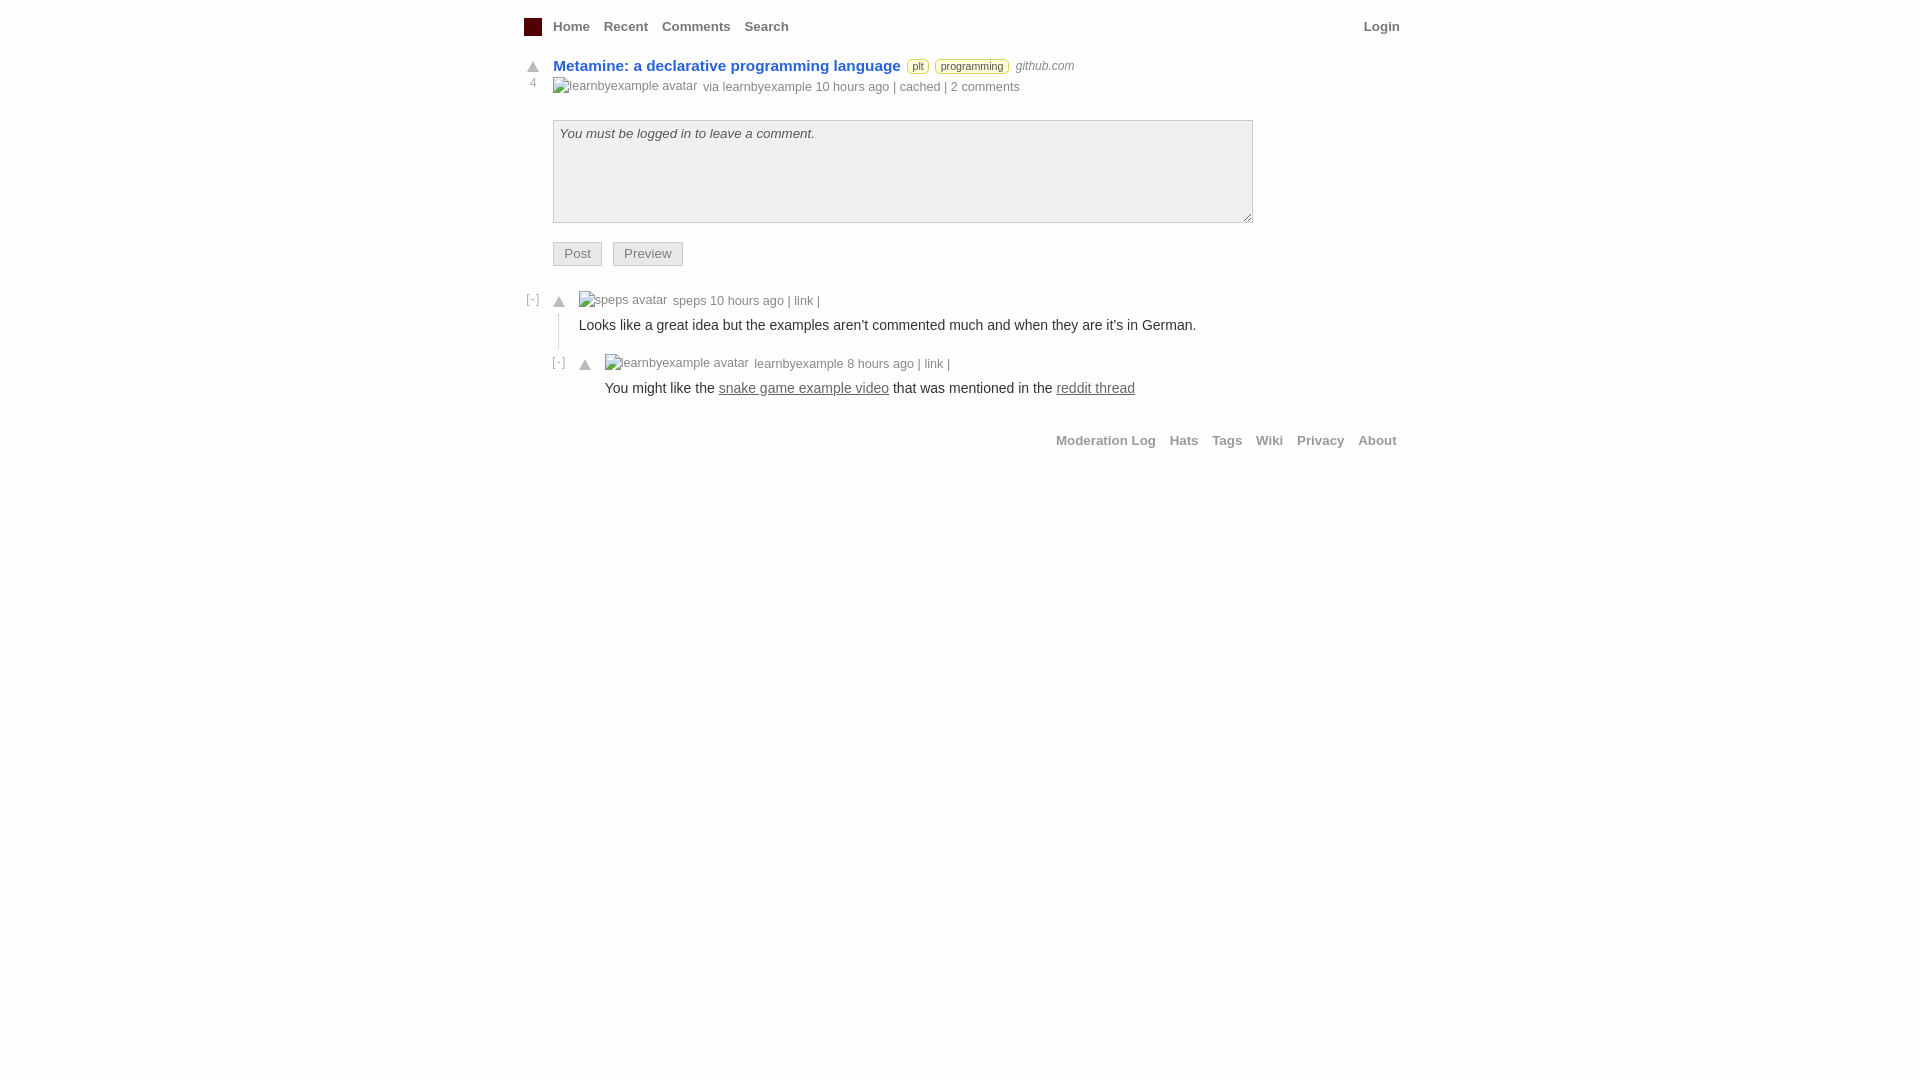 Home Recent Comments Search Login
Metamine: a declarative programming language plt programming github.com
4
learnbyexample avatar via learnbyexample 10 hours ago | cached | 2 comments
You must be logged in to leave a comment.
Post Preview
[-] speps avatar speps 10 hours ago | link |
Looks like a great idea but the examples aren’t commented much and when they are it’s in German.
[-] learnbyexample avatar learnbyexample 8 hours ago | link |
You might like the snake game example video that was mentioned in the reddit thread
Moderation Log Hats Tags Wiki Privacy About